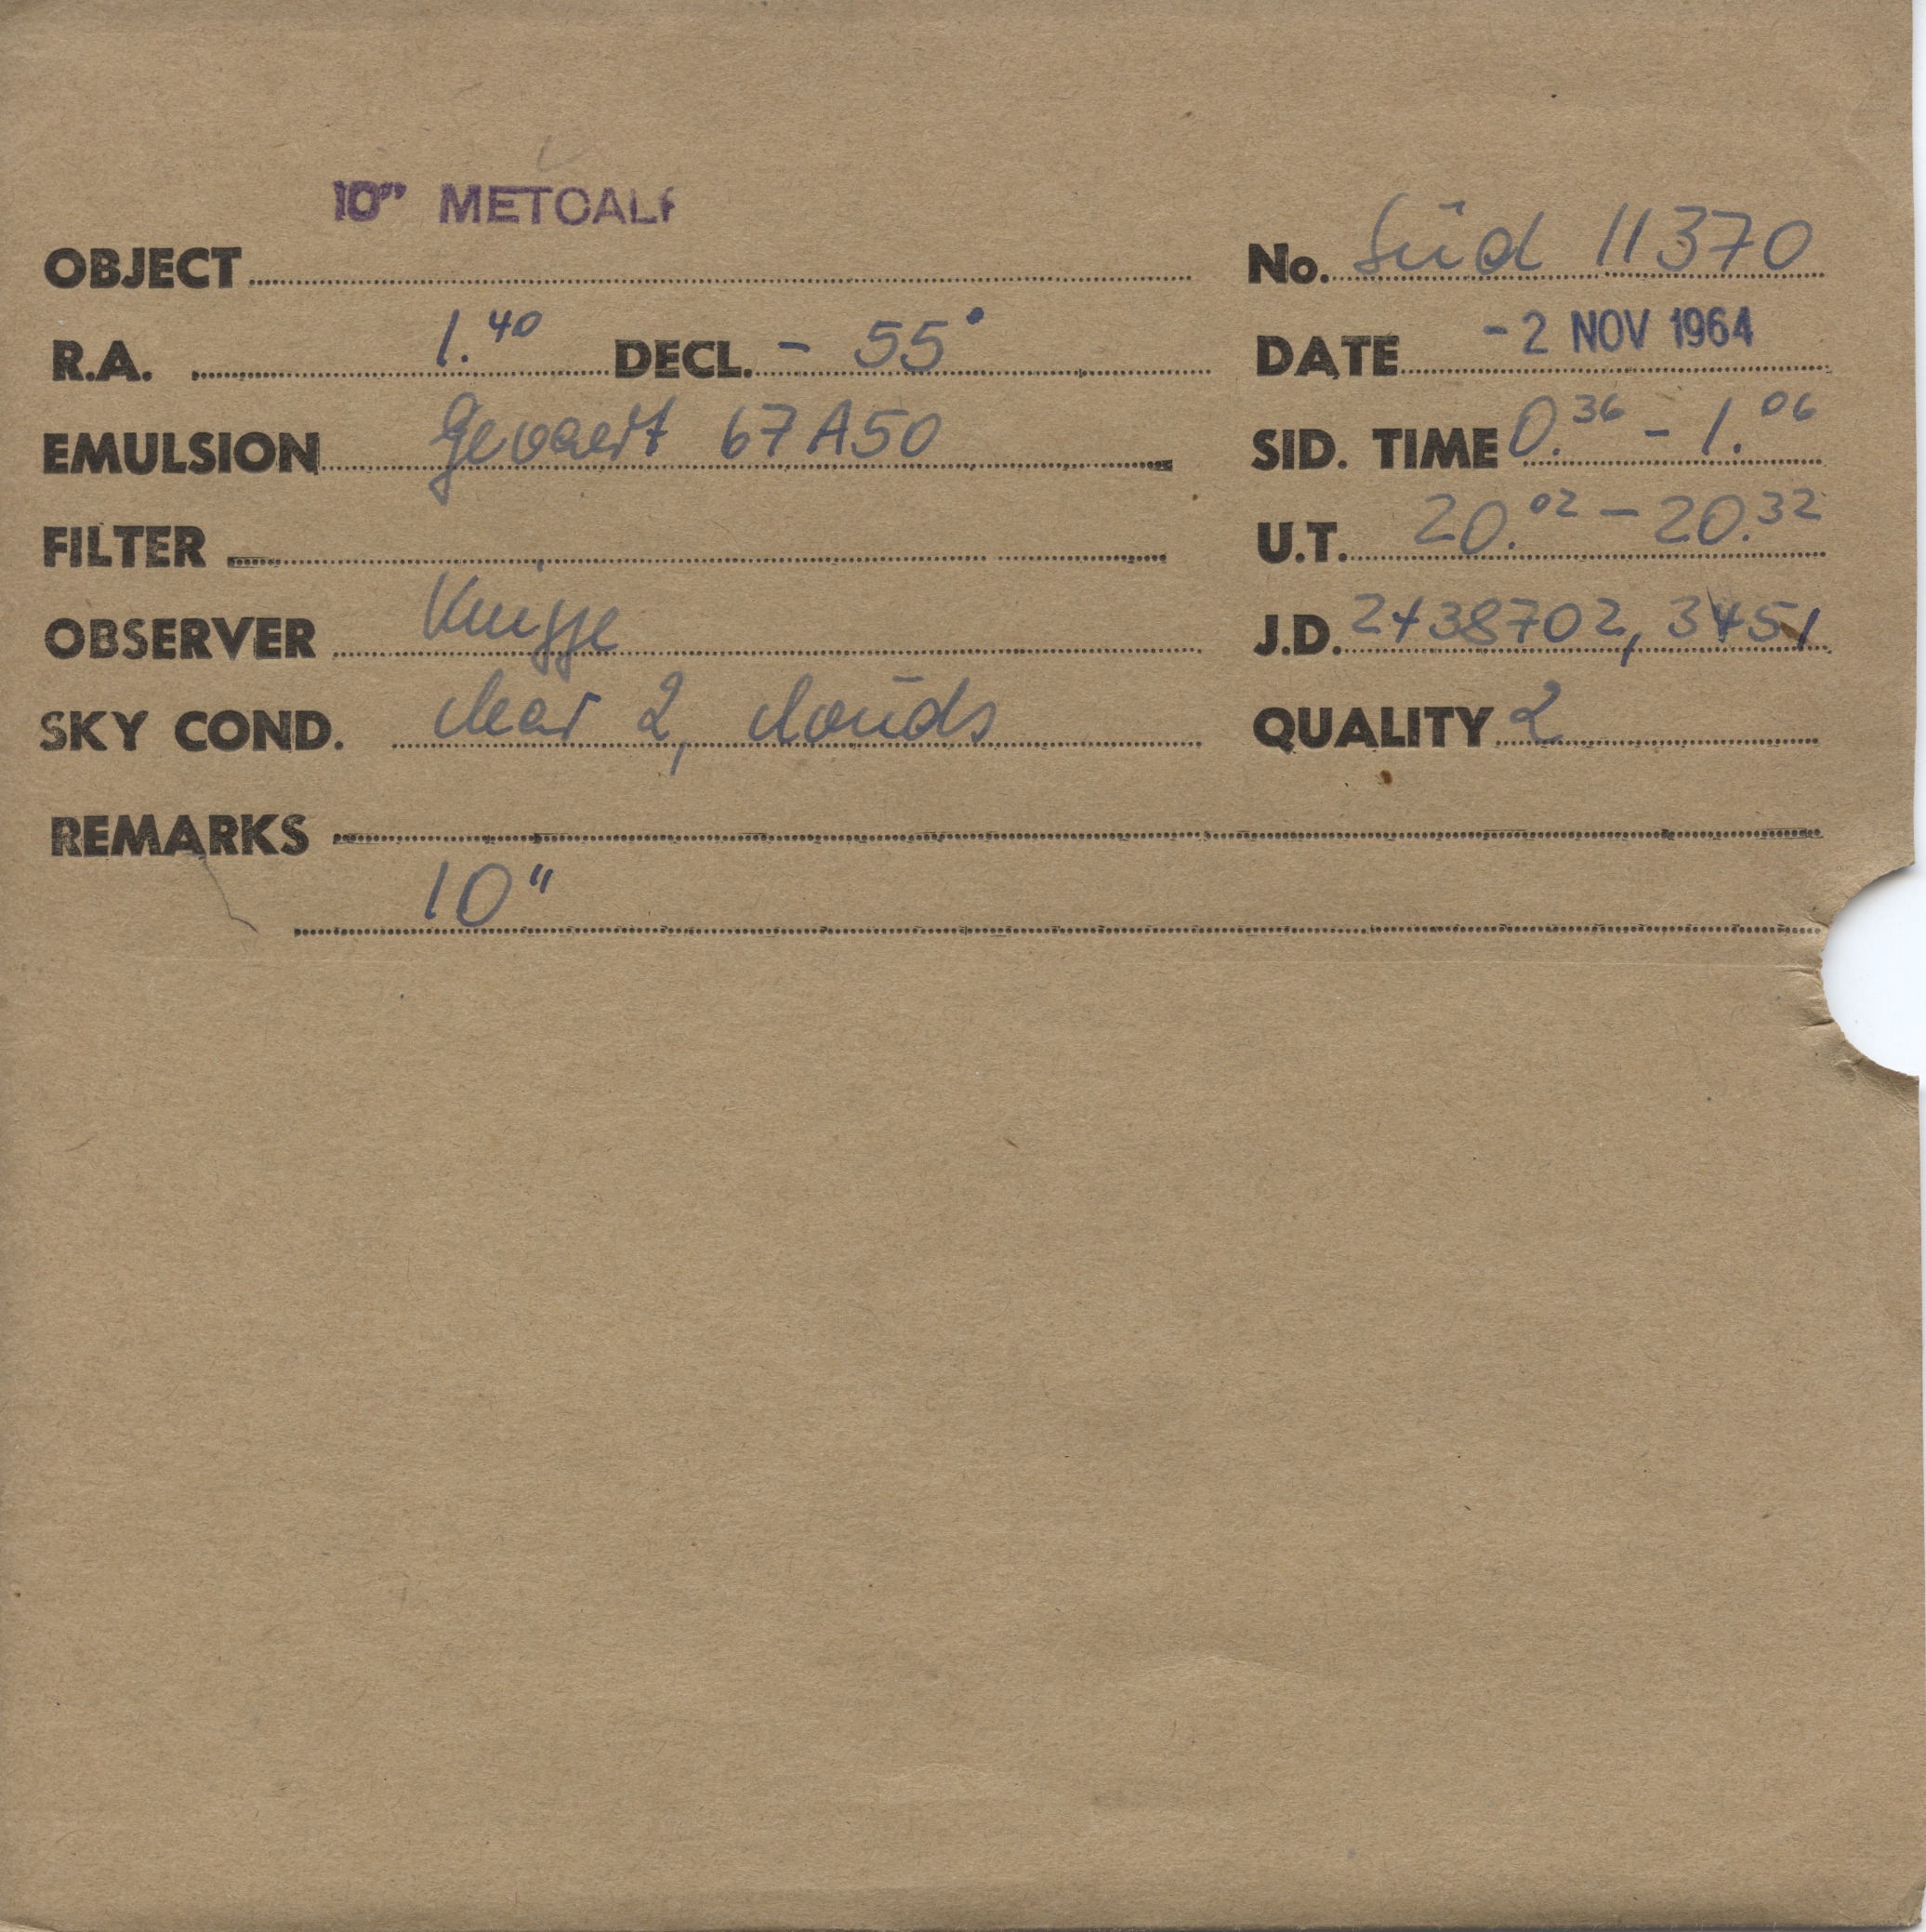 10" METCALF
OBJECT No. Süd 11370
R.A. 1.40 DECL. - 55° DATE - 2 NOV 1964
EMULSION Gevaert 67A50 SID. TIME 0.36 - 1.06
FILTER U.T. 20.02 - 20.32
OBSERVER Knigge J.D. 2438702,3451
SKY COND. clear 2, clouds QUALITY 2
REMARKS
10"